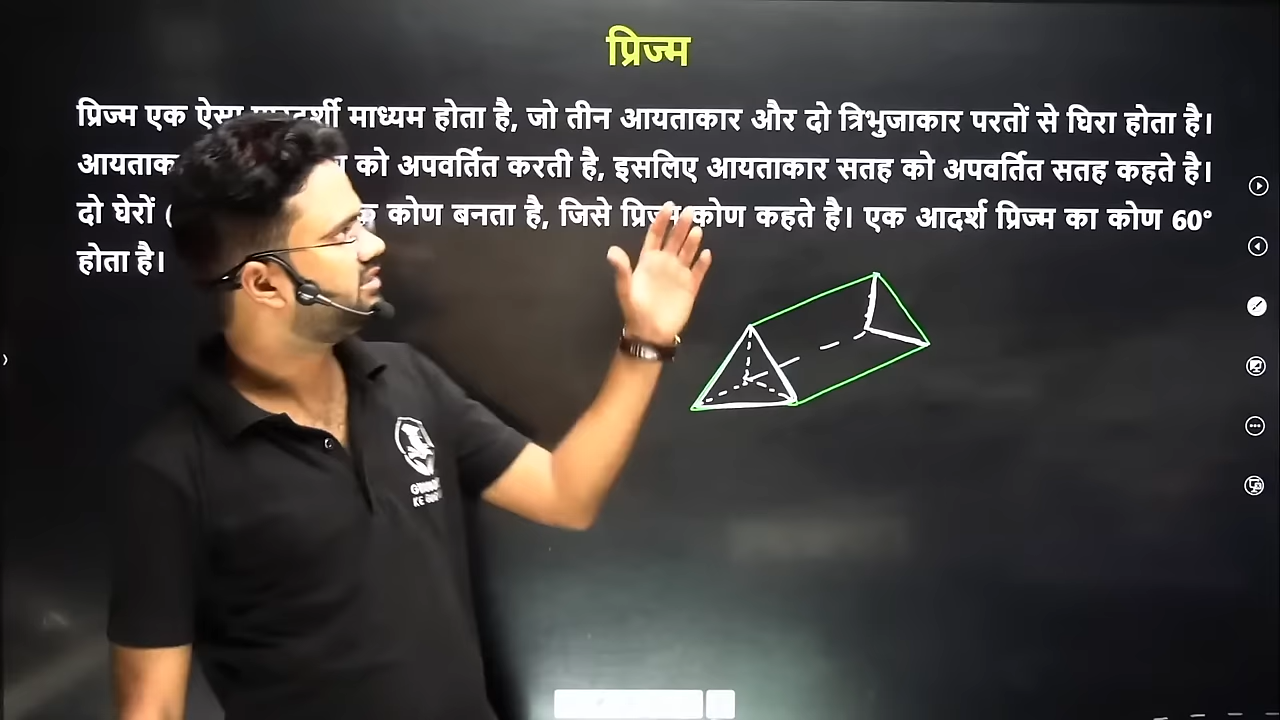 प्रिज्म
प्रिज्म एक ऐसा माध्यम होता है, जो तीन आयताकार और दो त्रिभुजाकार परतों से घिरा होता है।
को अपवर्तित करती है, इसलिए आयताकार सतह को अपवर्तित सतह कहते है।
दो घेरों कोण बनता है, जिसे प्रिज्म कोण कहते है। एक आदर्श प्रिज्म का कोण 60°
होता है।